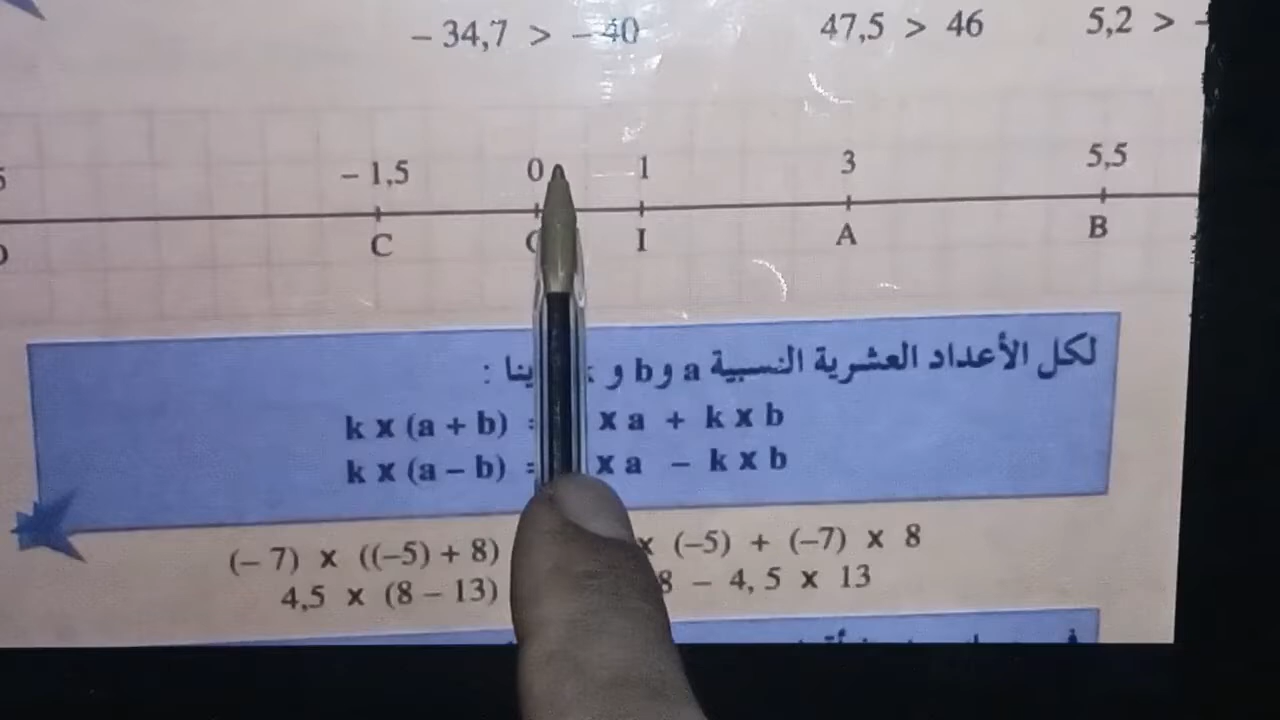 – 34,7 > – 40 47,5 > 46 5,2 >
– 1,5 0 1 3 5,5
C I A B
لكل الأعداد العشرية النسبية a و b و
k x (a + b) = x a + k x b
k x (a – b) = x a – k x b
(– 7) x ((–5) + 8) x (–5) + (–7) x 8
4,5 x (8 – 13) 8 – 4, 5 x 13